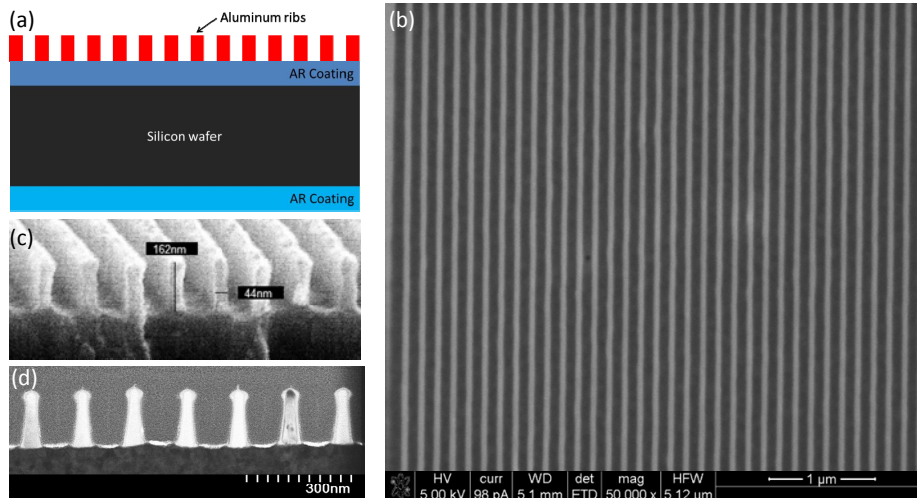 (a)
Aluminum ribs
AR Coating
Silicon wafer
AR Coating
(b)
(c)
162nm
44nm
(d)
300nm
HV curr WD det mag HFW
5.00 kV 98 pA 5.1 mm ETD 50 000 x 5.12 µm
1 µm